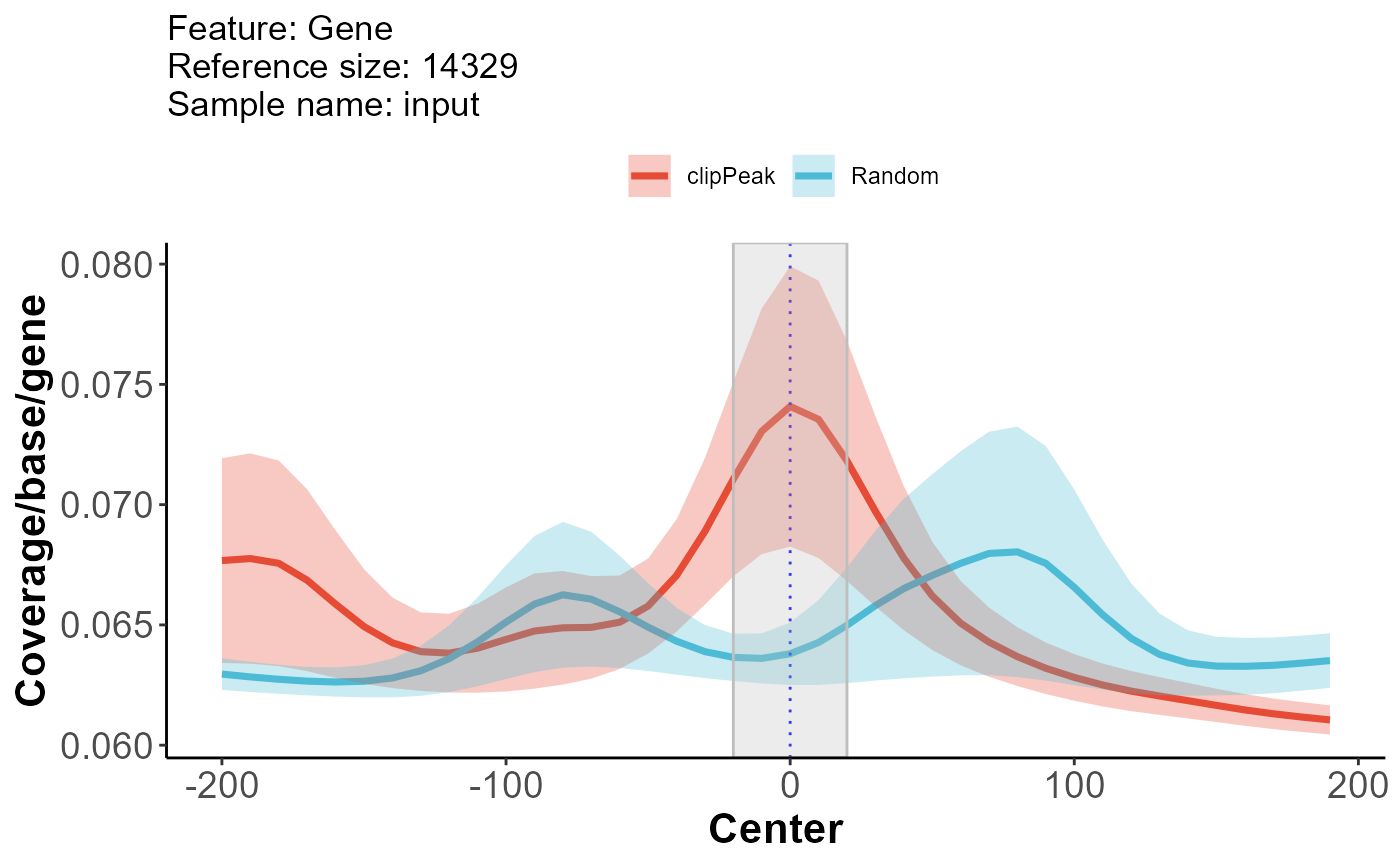 Feature: Gene
Reference size: 14329
Sample name: input
clipPeak
Random
Coverage/base/gene
0.080
0.075
0.070
0.065
0.060
-200
-100
0
100
200
Center